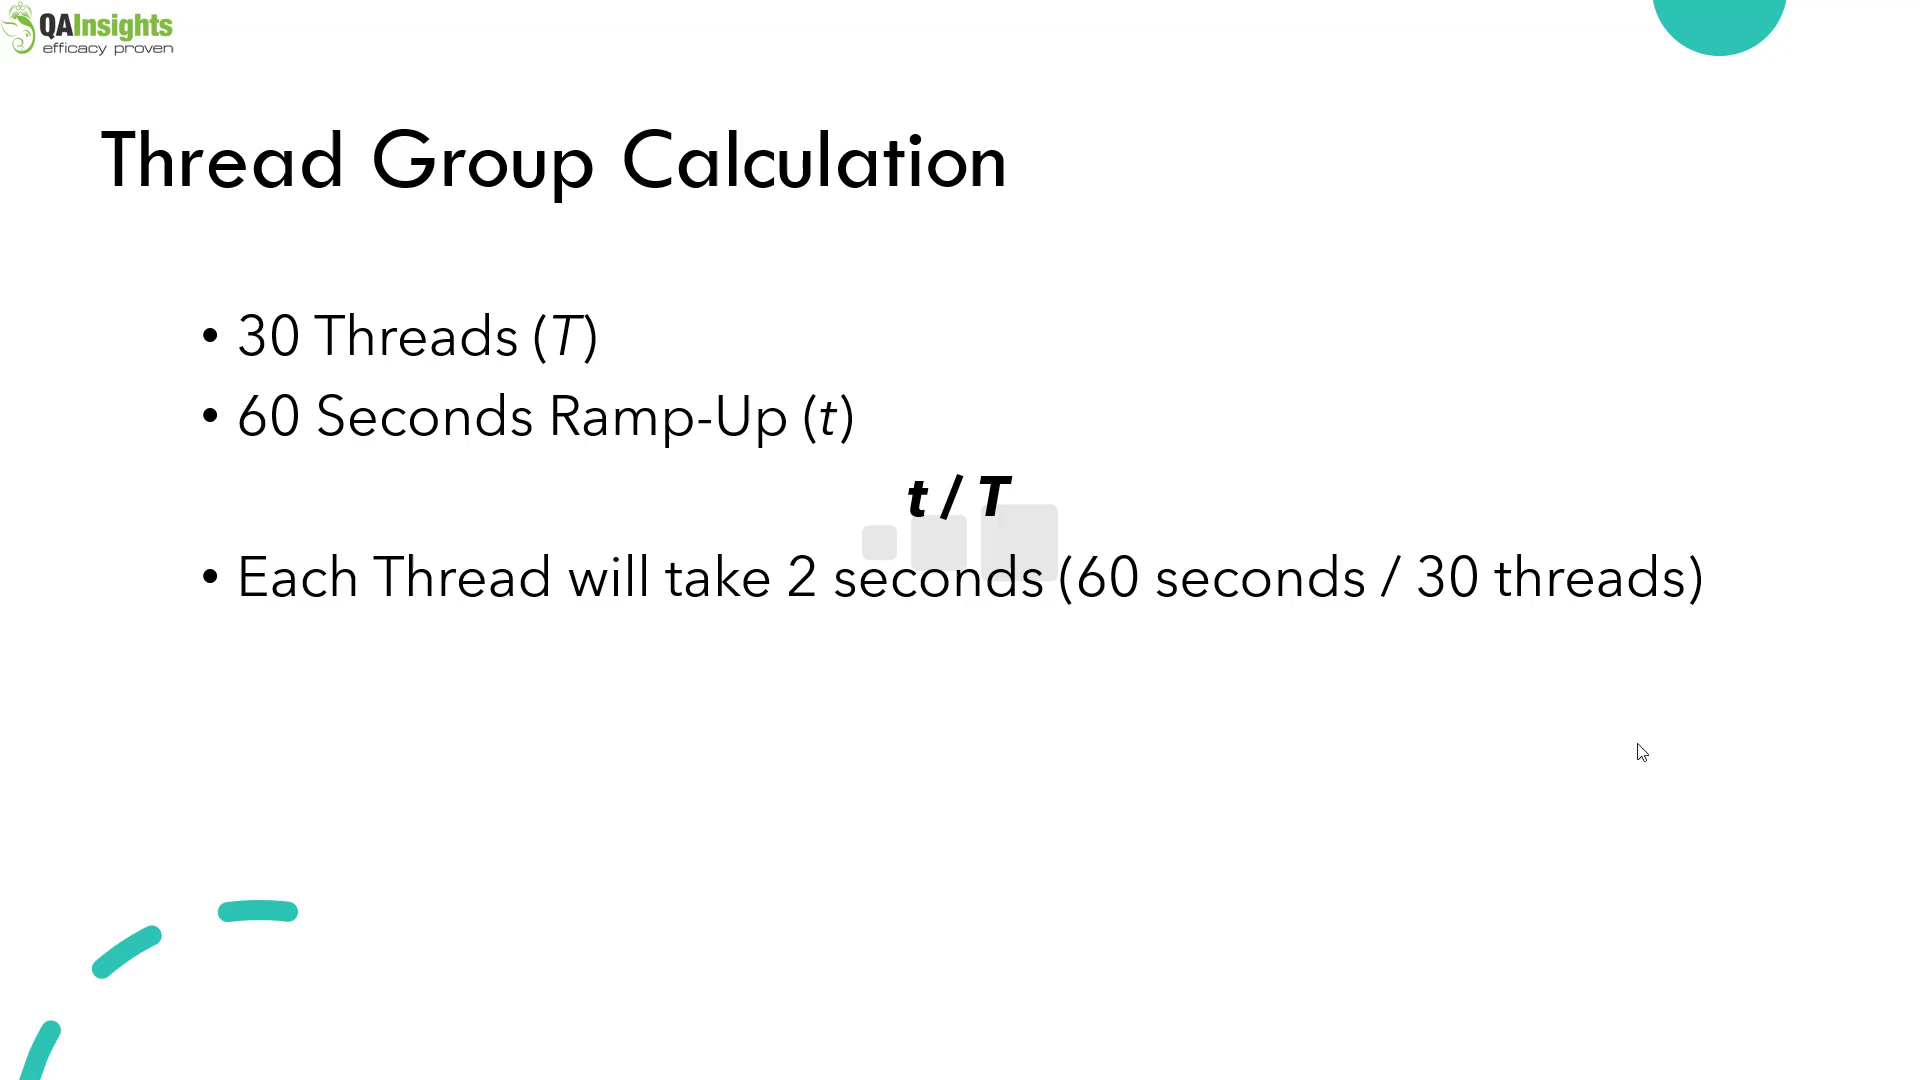 QAInsights
efficacy proven
Thread Group Calculation
• 30 Threads (T)
• 60 Seconds Ramp-Up (t)
t / T
• Each Thread will take 2 seconds (60 seconds / 30 threads)